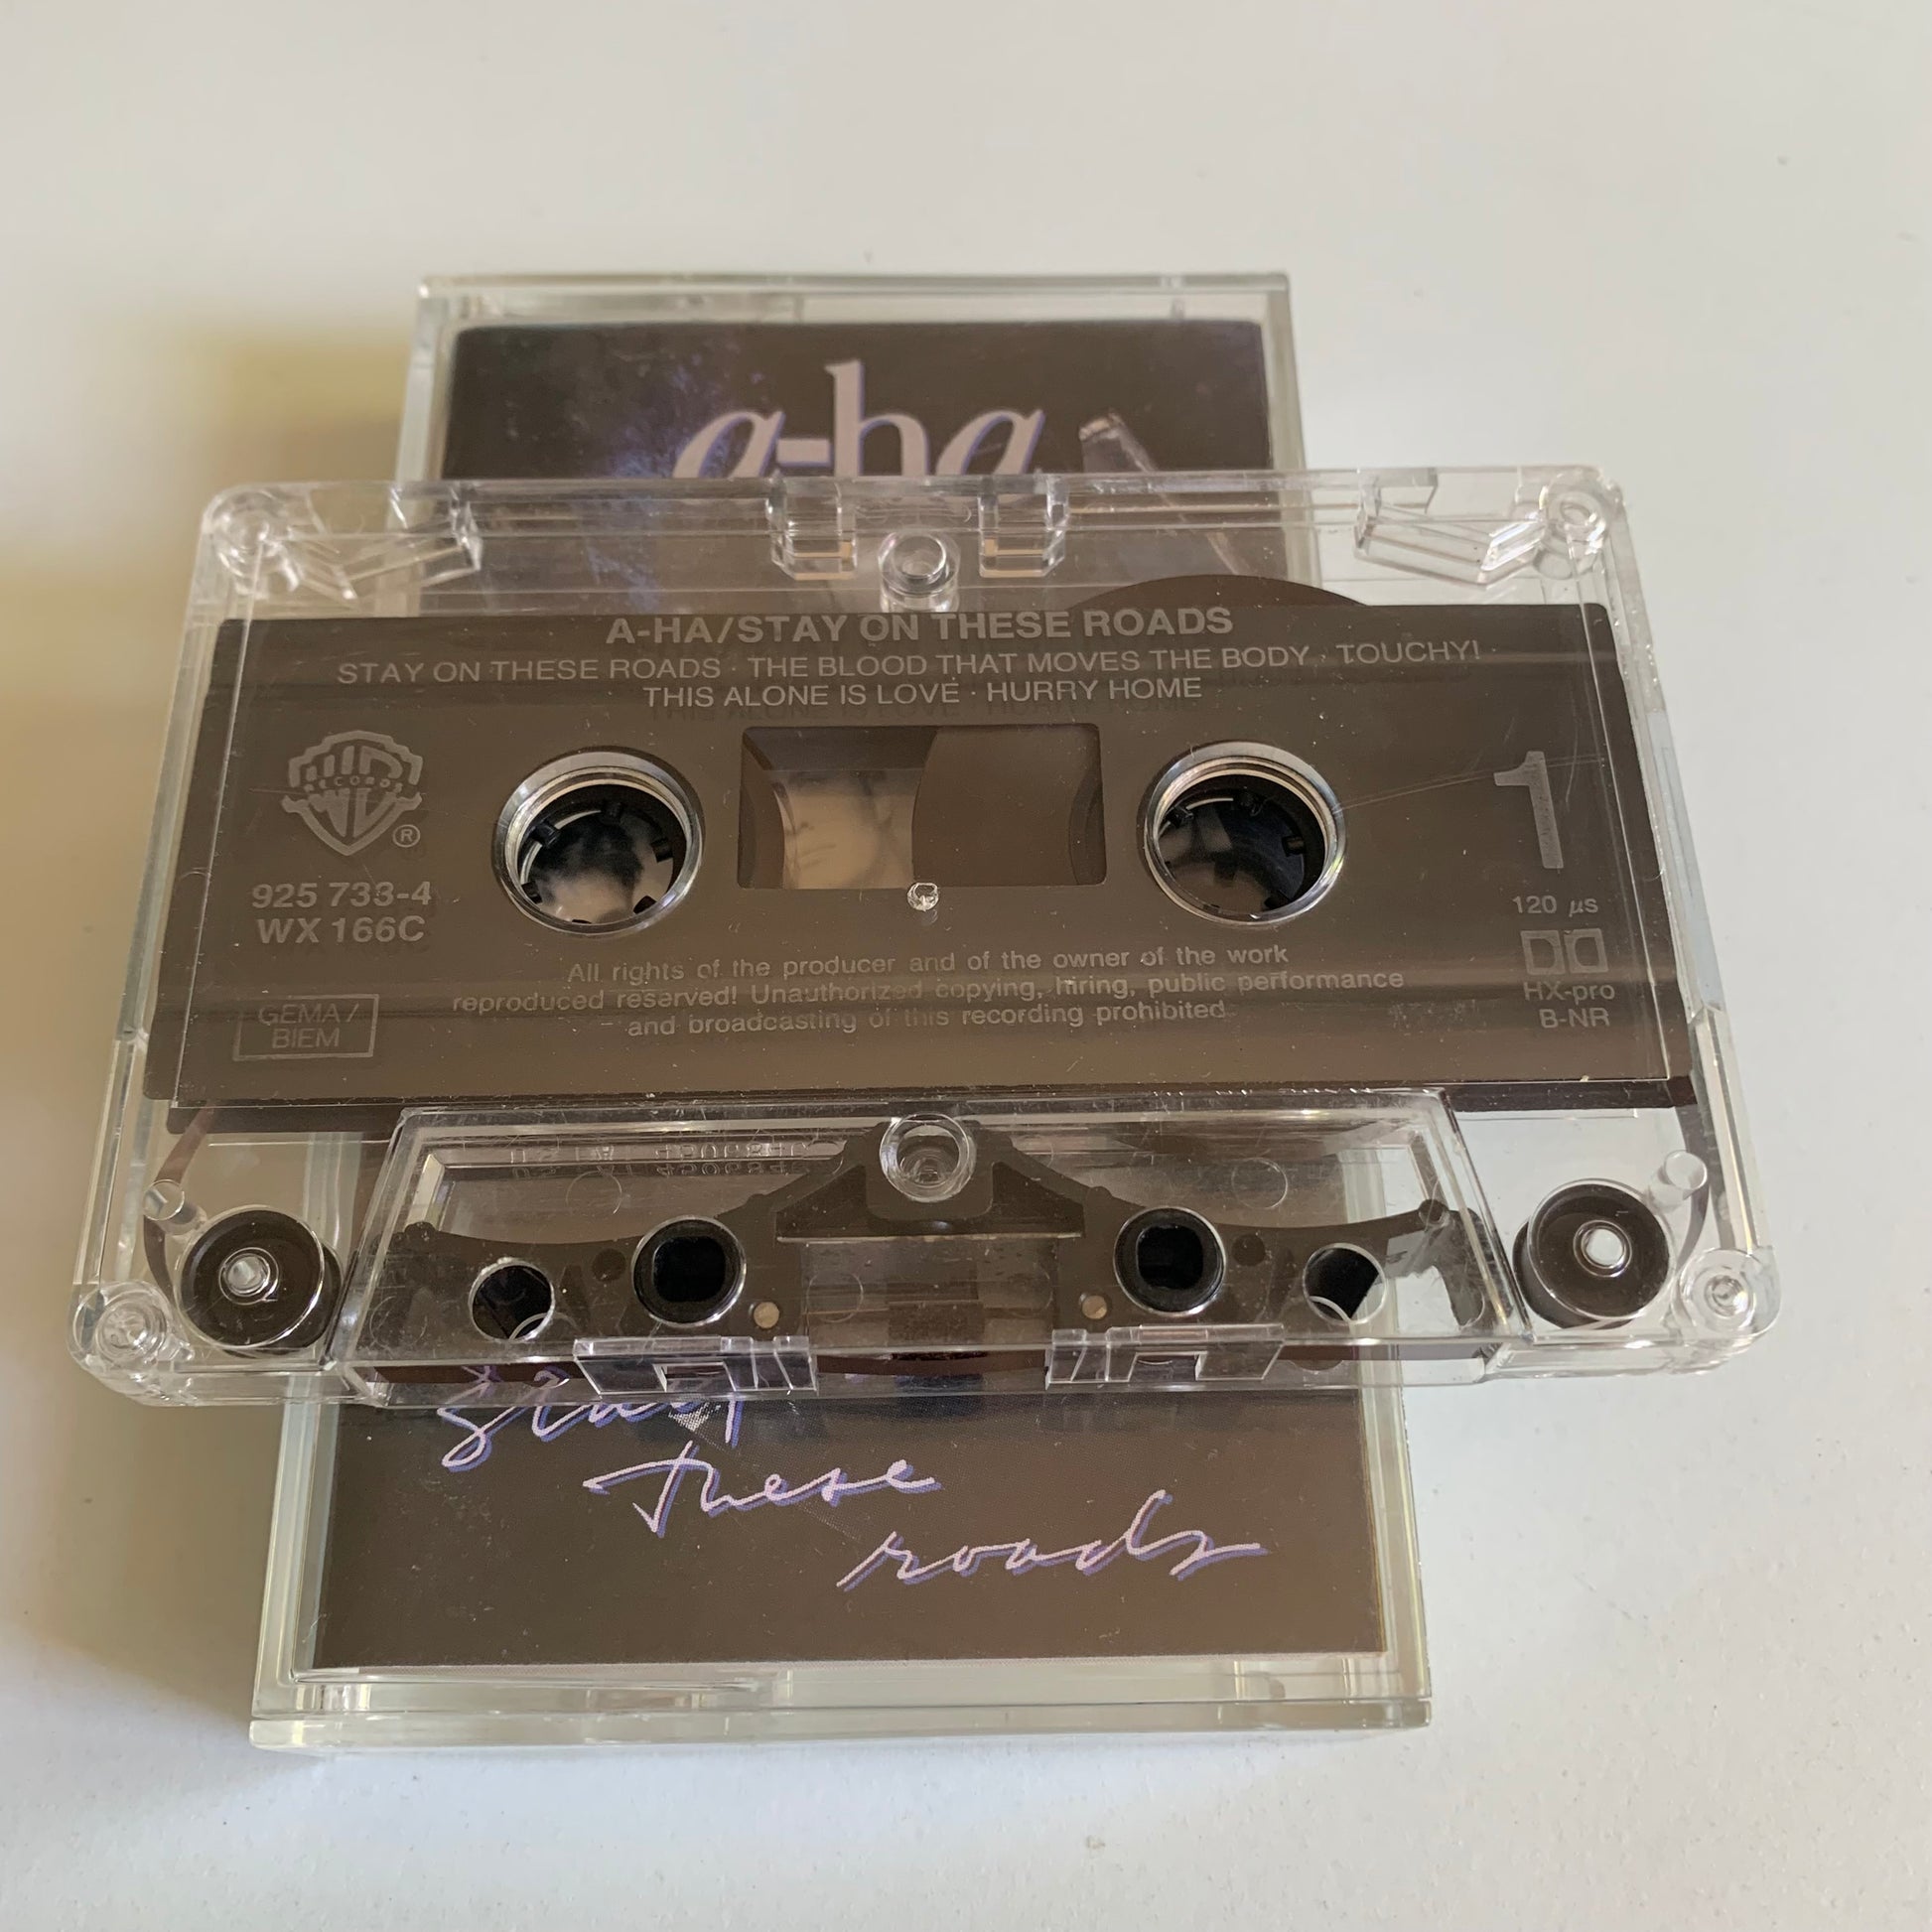 a-ha
A-HA/STAY ON THESE ROADS
STAY ON THESE ROADS · THE BLOOD THAT MOVES THE BODY · TOUCHY! ·
THIS ALONE IS LOVE · HURRY HOME
RECORDS
®
1
925 733-4
WX 166C
120 µs
HX-pro
B-NR
All rights of the producer and of the owner of the work
reproduced reserved! Unauthorized copying, hiring, public performance
and broadcasting of this recording prohibited
GEMA/
BIEM
stay
these
roads